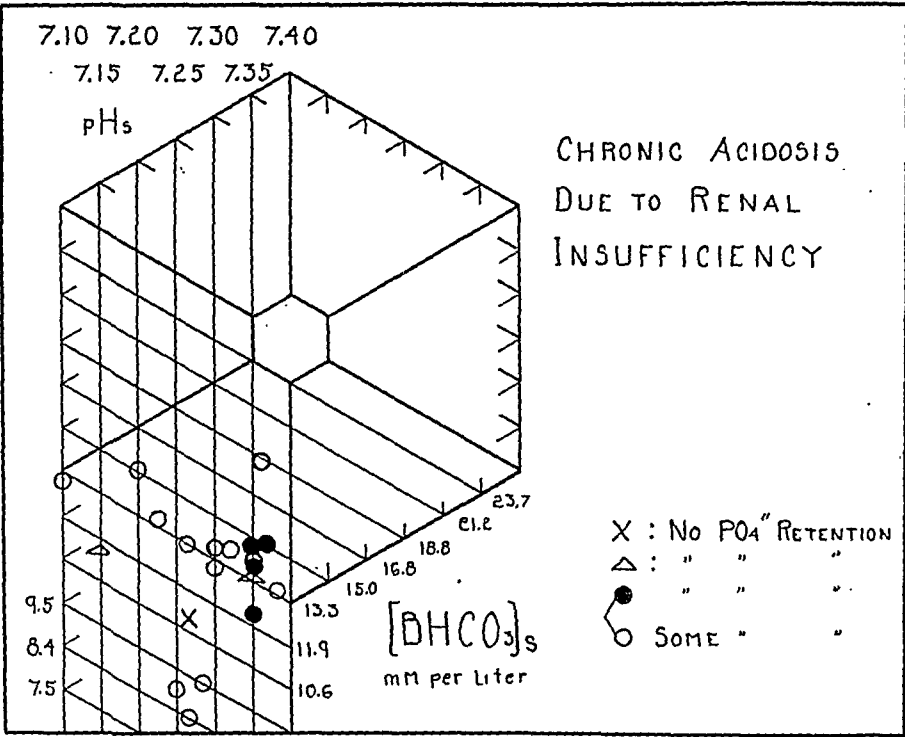 7.10 7.20 7.30 7.40
7.15 7.25 7.35
pHs
CHRONIC ACIDOSIS
DUE TO RENAL
INSUFFICIENCY
23.7
21.2
18.8
16.8
15.0
13.3
11.9
10.6
9.5
8.4
7.5
[BHCO₃]s
mM per Liter
X : NO PO₄" RETENTION
△ : " " "
● " " "
○ SOME " "